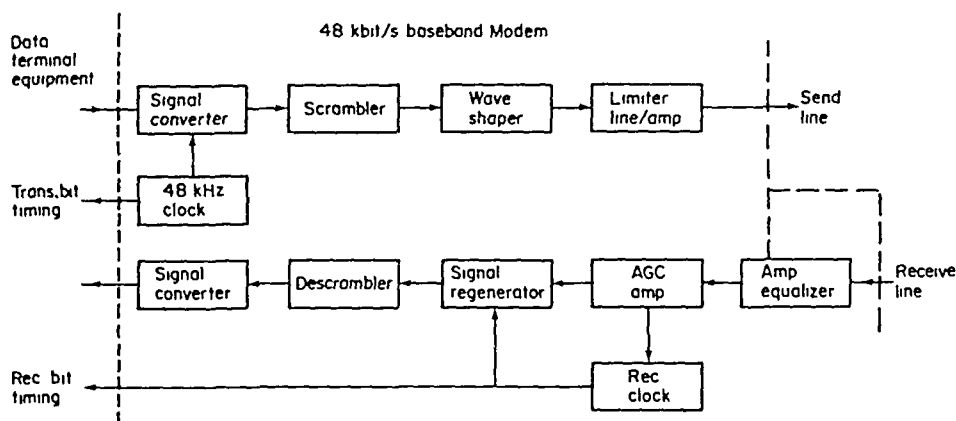 48 kbit/s baseband Modem
Data
terminal
equipment
Signal
converter
Scrambler
Wave
shaper
Limiter
line/amp
Send
line
Trans.bit
timing
48 kHz
clock
Signal
converter
Descrambler
Signal
regenerator
AGC
amp
Amp
equalizer
Receive
line
Rec bit
timing
Rec
clock